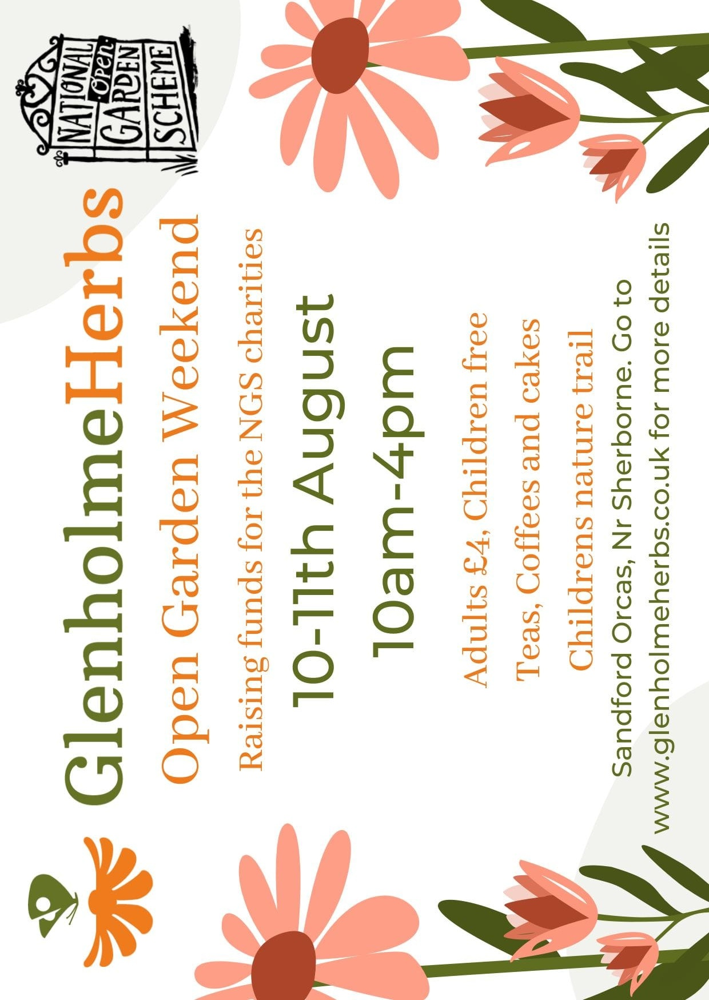 GlenholmeHerbs
NATIONAL
Open
GARDEN
SCHEME
Open Garden Weekend
Raising funds for the NGS charities
10-11th August
10am-4pm
Adults £4, Children free
Teas, Coffees and cakes
Childrens nature trail
Sandford Orcas, Nr Sherborne. Go to
www.glenholmeherbs.co.uk for more details